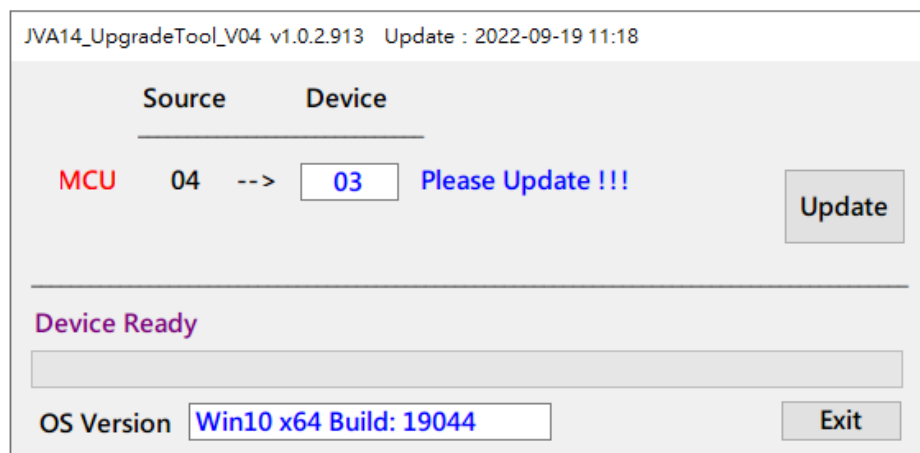 JVA14_UpgradeTool_V04 v1.0.2.913 Update : 2022-09-19 11:18
Source Device
MCU 04 --> 03 Please Update !!!
Update
Device Ready
OS Version Win10 x64 Build: 19044 Exit